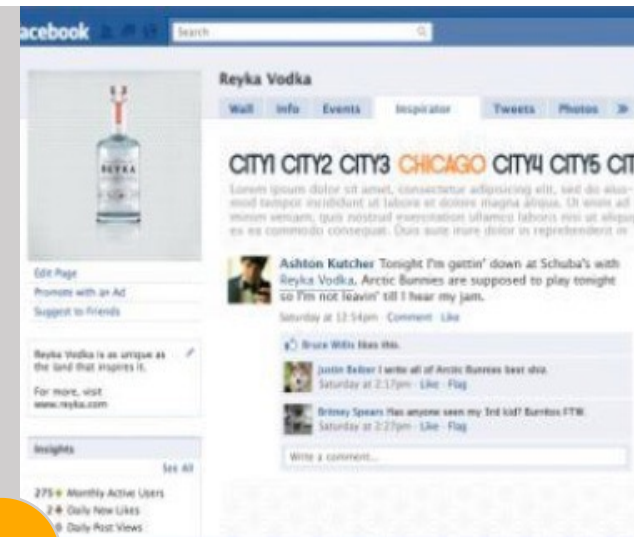 acebook
Search
Reyka Vodka
Wall Info Events Inspirator Tweets Photos
REYKA
CITY1 CITY2 CITY3 CHICAGO CITY4 CITY5 CIT
Lorem ipsum dolor sit amet, consectetur adipisicing elit, sed do eius-
mod tempor incididunt ut labore et dolore magna aliqua. Ut enim ad
minim veniam, quis nostrud exercitation ullamco laboris nisi ut aliquip
ex ea commodo consequat. Duis aute irure dolor in reprehenderit in
Ashton Kutcher Tonight I'm gettin' down at Schuba's with
Reyka Vodka. Arctic Bunnies are supposed to play tonight
so I'm not leavin' till I hear my jam.
Saturday at 12:54pm · Comment · Like
Bruce Willis likes this.
Justin Beiber I write all of Arctic Bunnies best shiz.
Saturday at 2:17pm · Like · Flag
Britney Spears Has anyone seen my 3rd kid? Burritos FTW.
Saturday at 2:27pm · Like · Flag
Write a comment...
Edit Page
Promote with an Ad
Suggest to Friends
Reyka Vodka is as unique as
the land that inspires it.
For more, visit
www.reyka.com
Insights
See All
275 Monthly Active Users
2 Daily New Likes
0 Daily Post Views